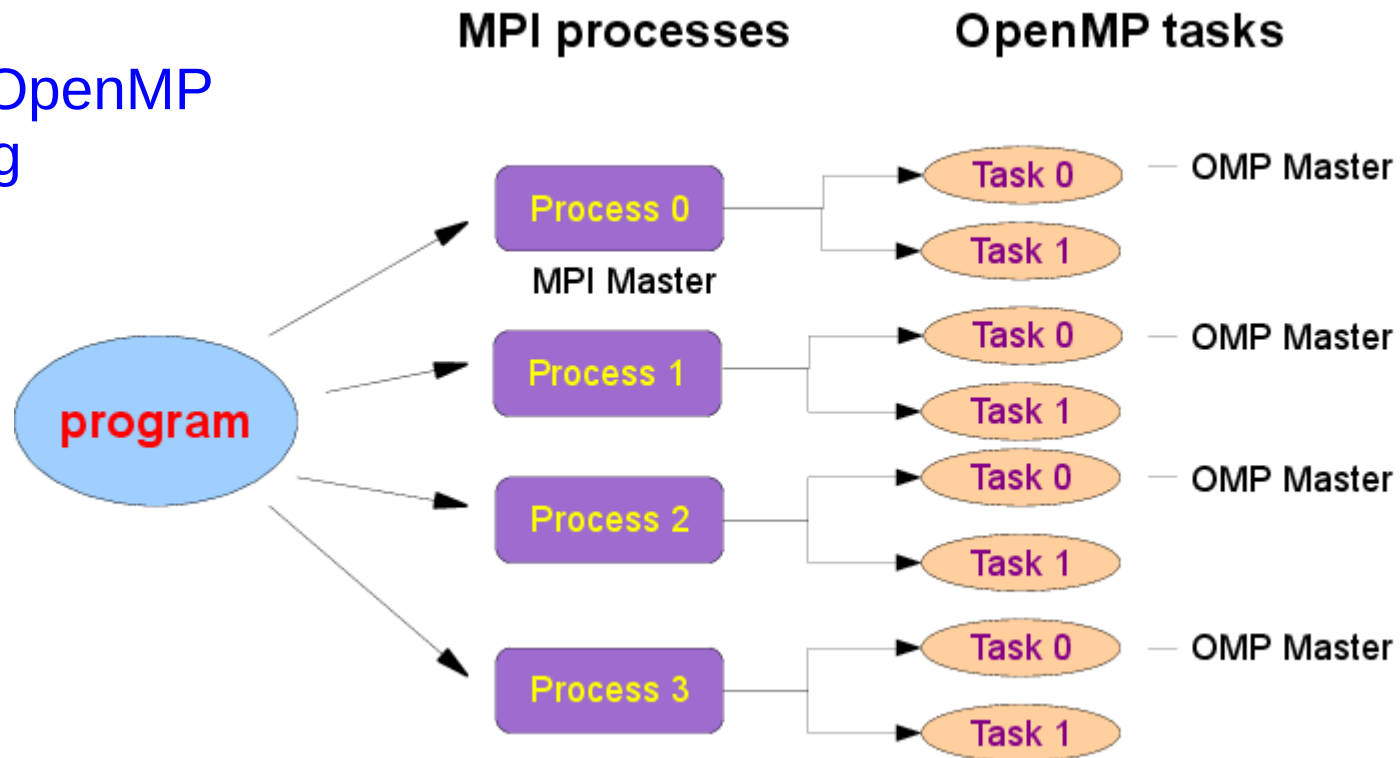 MPI processes
OpenMP tasks
OpenMP
g
Process 0
MPI Master
Process 1
Process 2
Process 3
program
Task 0
OMP Master
Task 1
Task 0
OMP Master
Task 1
Task 0
OMP Master
Task 1
Task 0
OMP Master
Task 1